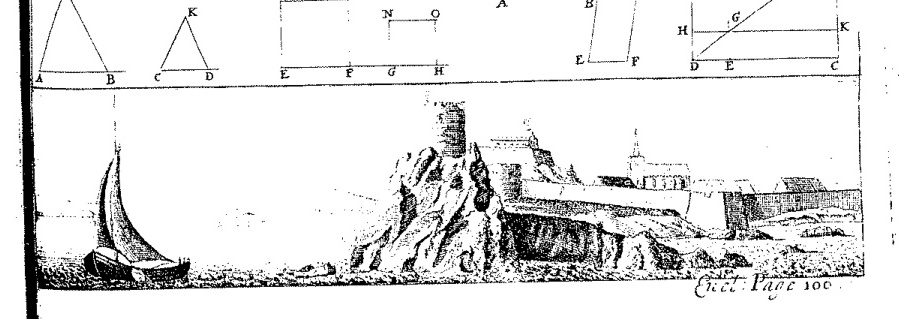 K
N O A B G
H K
A B C D E F G H E F D E C
Eucl: Page 100